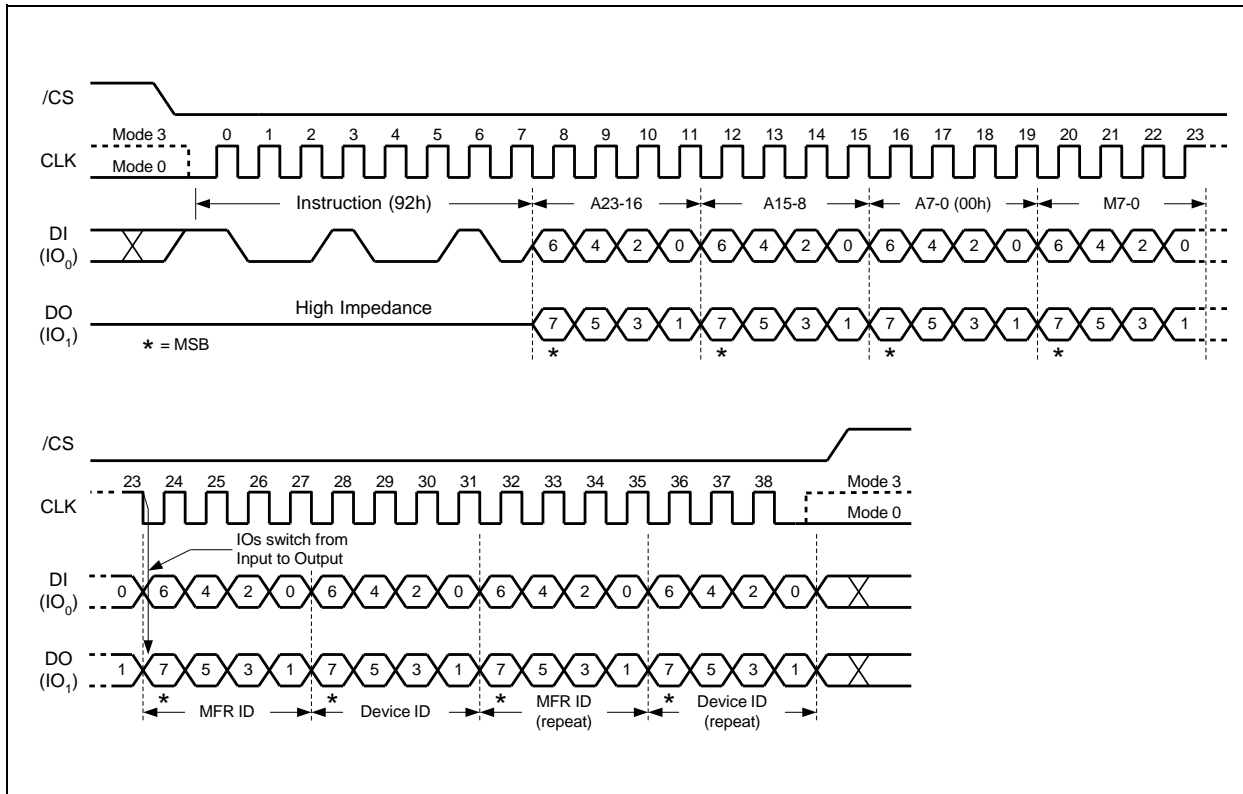 /CS
Mode 3 0 1 2 3 4 5 6 7 8 9 10 11 12 13 14 15 16 17 18 19 20 21 22 23
CLK Mode 0
Instruction (92h) A23-16 A15-8 A7-0 (00h) M7-0
DI
(IO0) 6 4 2 0 6 4 2 0 6 4 2 0 6 4 2 0
High Impedance
DO
(IO1) 7 5 3 1 7 5 3 1 7 5 3 1 7 5 3 1
* = MSB * * * *
/CS
23 24 25 26 27 28 29 30 31 32 33 34 35 36 37 38 Mode 3
CLK Mode 0
IOs switch from
Input to Output
DI
(IO0) 0 6 4 2 0 6 4 2 0 6 4 2 0 6 4 2 0
DO
(IO1) 1 7 5 3 1 7 5 3 1 7 5 3 1 7 5 3 1
* * * *
MFR ID Device ID MFR ID
(repeat) Device ID
(repeat)